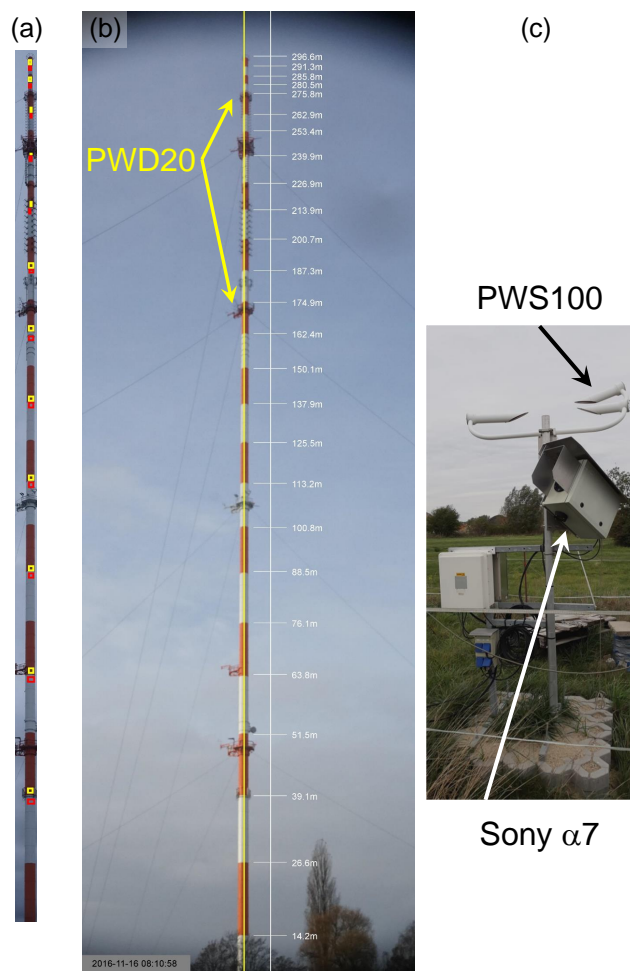 (a)
(b)
(c)
296.6m
291.3m
285.8m
280.5m
275.8m
262.9m
253.4m
PWD20
239.9m
226.9m
213.9m
200.7m
187.3m
174.9m
PWS100
162.4m
150.1m
137.9m
125.5m
113.2m
100.8m
88.5m
76.1m
63.8m
51.5m
39.1m
Sony α7
26.6m
14.2m
2016-11-16 08:10:58